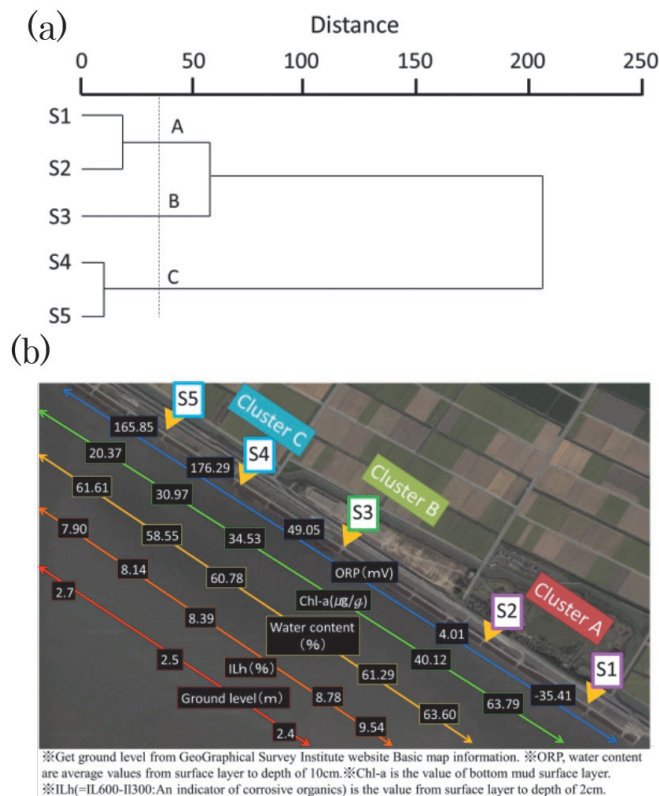 (a)
Distance
0 50 100 150 200 250
S1
A
S2
S3
B
S4
C
S5
(b)
S5
Cluster C
165.85
S4
20.37
176.29
Cluster B
61.61
30.97
S3
49.05
7.90
58.55
34.53
8.14
60.78
ORP(mV)
Cluster A
2.7
Chl-a(μg/g)
S2
8.39
Water content
(%)
4.01
2.5
40.12
S1
ILh(%)
61.29
-35.41
Ground level(m)
8.78
63.79
63.60
2.4
9.54
※Get ground level from GeoGraphical Survey Institute website Basic map information. ※ORP, water content
are average values from surface layer to depth of 10cm.※Chl-a is the value of bottom mud surface layer.
※ILh(=IL600-Il300:An indicator of corrosive organics) is the value from surface layer to depth of 2cm.